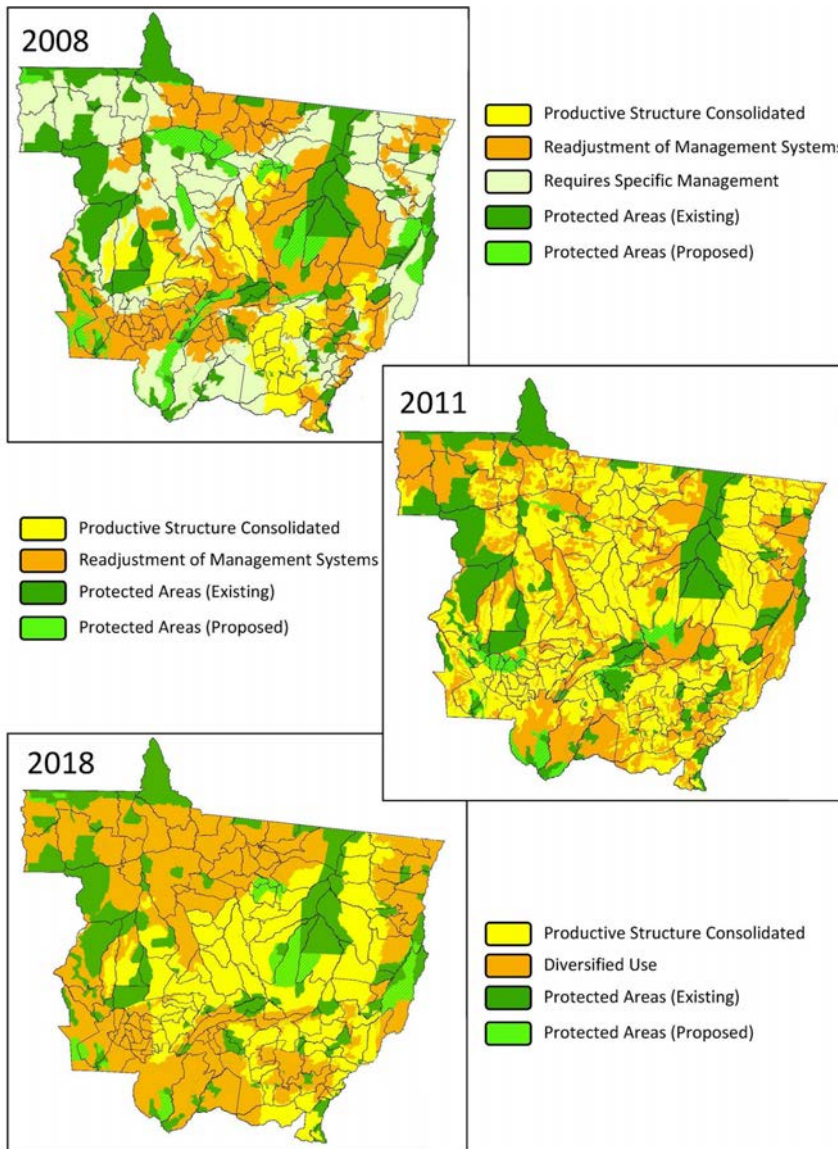 2008
Productive Structure Consolidated
Readjustment of Management Systems
Requires Specific Management
Protected Areas (Existing)
Protected Areas (Proposed)
2011
Productive Structure Consolidated
Readjustment of Management Systems
Protected Areas (Existing)
Protected Areas (Proposed)
2018
Productive Structure Consolidated
Diversified Use
Protected Areas (Existing)
Protected Areas (Proposed)